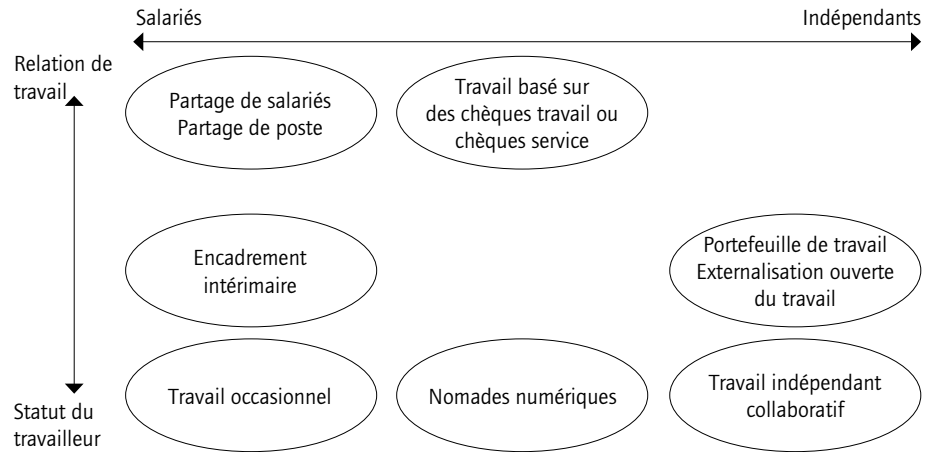 Salariés
Indépendants
Relation de
travail
Partage de salariés
Partage de poste
Travail basé sur
des chèques travail ou
chèques service
Encadrement
intérimaire
Portefeuille de travail
Externalisation ouverte
du travail
Travail occasionnel
Nomades numériques
Travail indépendant
collaboratif
Statut du
travailleur